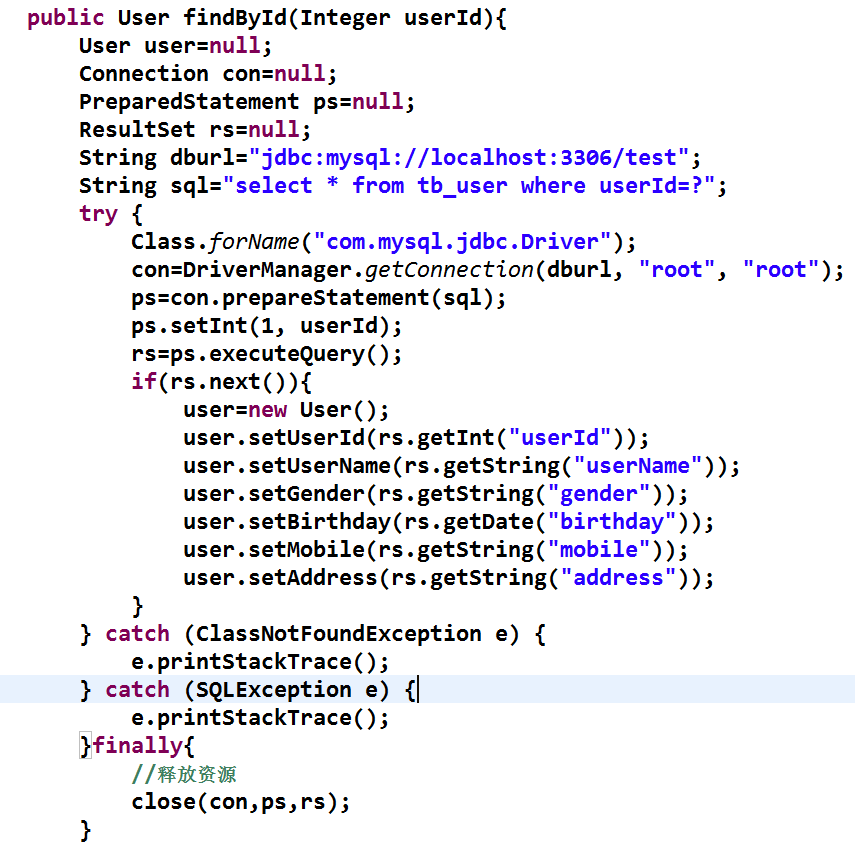 public User findById(Integer userId){
User user=null;
Connection con=null;
PreparedStatement ps=null;
ResultSet rs=null;
String dburl="jdbc:mysql://localhost:3306/test";
String sql="select * from tb_user where userId=?";
try {
Class.forName("com.mysql.jdbc.Driver");
con=DriverManager.getConnection(dburl, "root", "root");
ps=con.prepareStatement(sql);
ps.setInt(1, userId);
rs=ps.executeQuery();
if(rs.next()){
user=new User();
user.setUserId(rs.getInt("userId"));
user.setUserName(rs.getString("userName"));
user.setGender(rs.getString("gender"));
user.setBirthday(rs.getDate("birthday"));
user.setMobile(rs.getString("mobile"));
user.setAddress(rs.getString("address"));
}
} catch (ClassNotFoundException e) {
e.printStackTrace();
} catch (SQLException e) {
e.printStackTrace();
}finally{
//释放资源
close(con,ps,rs);
}